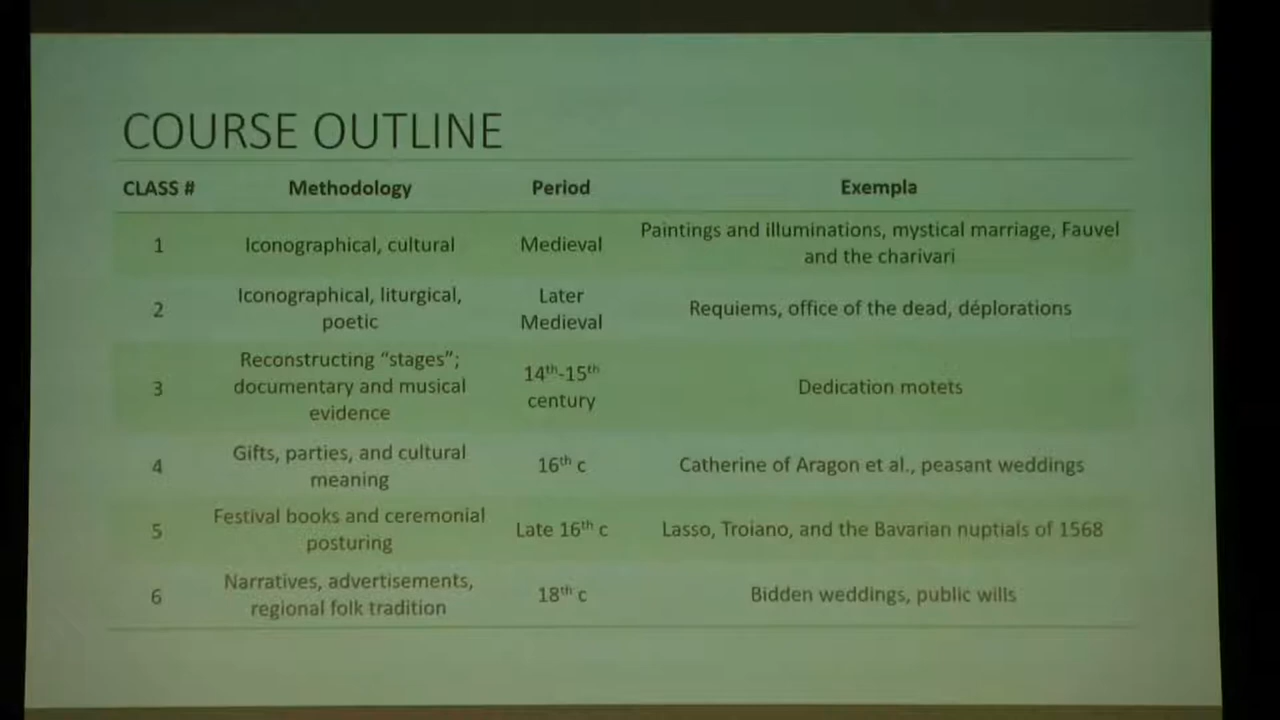 COURSE OUTLINE
CLASS # Methodology Period Exempla
1 Iconographical, cultural Medieval Paintings and illuminations, mystical marriage, Fauvel
and the charivari
2 Iconographical, liturgical,
poetic Later
Medieval Requiems, office of the dead, déplorations
3 Reconstructing “stages”;
documentary and musical
evidence 14th-15th
century Dedication motets
4 Gifts, parties, and cultural
meaning 16th c Catherine of Aragon et al., peasant weddings
5 Festival books and ceremonial
posturing Late 16th c Lasso, Troiano, and the Bavarian nuptials of 1568
6 Narratives, advertisements,
regional folk tradition 18th c Bidden weddings, public wills